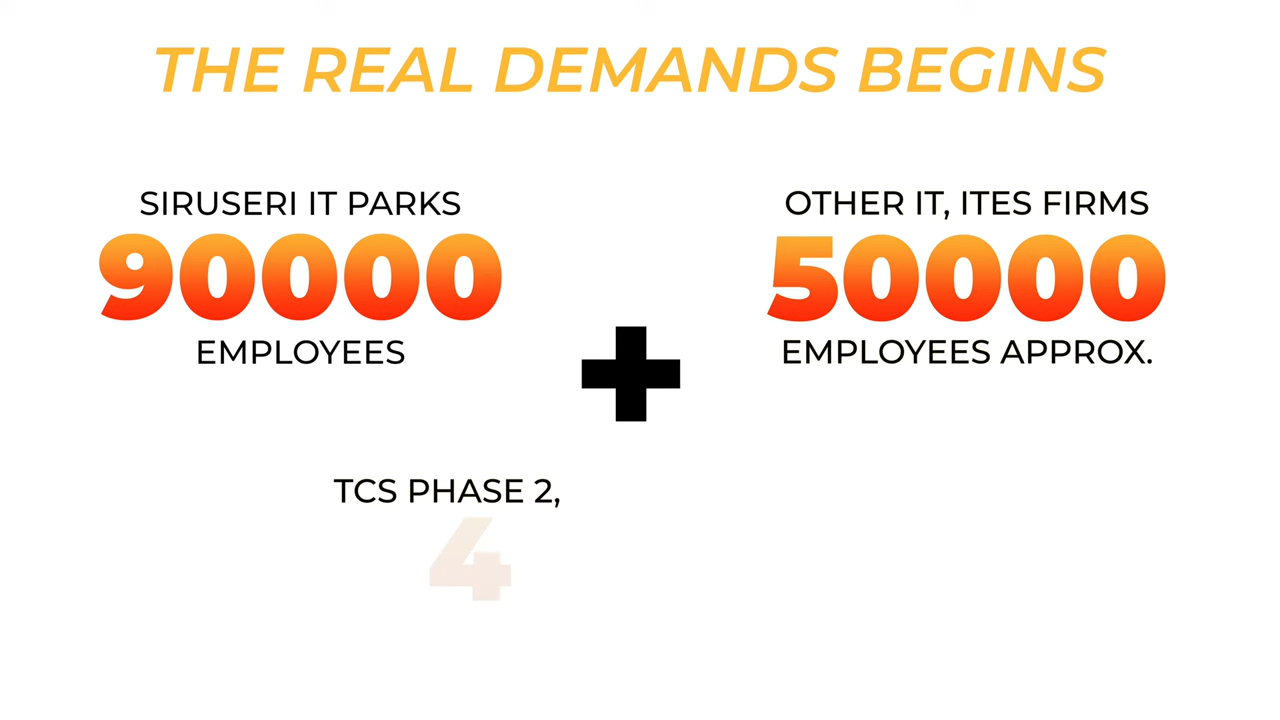 THE REAL DEMANDS BEGINS
SIRUSERI IT PARKS
90000
EMPLOYEES
OTHER IT, ITES FIRMS
50000
EMPLOYEES APPROX.
+
TCS PHASE 2,
4